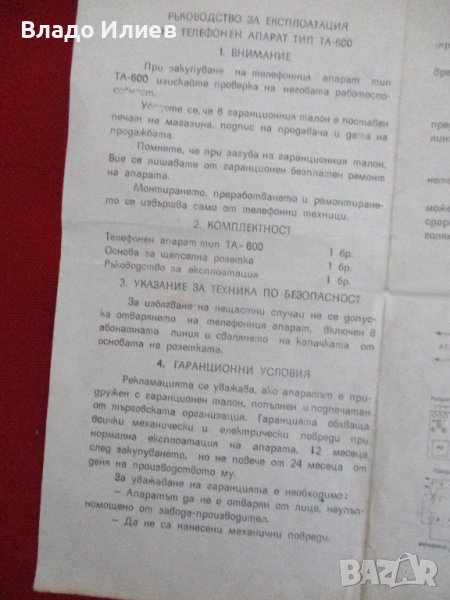 Владо Илиев
РЪКОВОДСТВО ЗА ЕКСПЛОАТАЦИЯ
ТЕЛЕФОНЕН АПАРАТ ТИП ТА-600
1. ВНИМАНИЕ
При закупуване на телефонния апарат тип
ТА-600 изискайте проверка на неговата работоспо-
собност.
Уверете се, че в гаранционния талон е поставен
печат на магазина, подпис на продавача и дата на
продажбата.
Помнете, че при загуба на гаранционния талон,
Вие се лишавате от гаранционен безплатен ремонт
на апарата.
Монтирането, преработването и ремонтиране-
то се извършва само от телефонни техници.
2. КОМПЛЕКТНОСТ
Телефонен апарат тип ТА-600 1 бр.
Основа за щепселна розетка 1 бр.
Ръководство за експлоатация 1 бр.
3. УКАЗАНИЕ ЗА ТЕХНИКА ПО БЕЗОПАСНОСТ
За избягване на нещастни случаи не се допус-
ка отварянето на телефонния апарат, включен в
абонатната линия и свалянето на капачката от
основата на розетката.
4. ГАРАНЦИОННИ УСЛОВИЯ
Рекламацията се уважава, ако апаратът е при-
дружен с гаранционен талон, попълнен и подпечатан
от търговската организация. Гаранцията обхваща
всички механически и електрически повреди при
нормална експлоатация на апарата, 12 месеца
след закупуването, но не повече от 24 месеца от
деня на производството му.
За уважаване на гаранцията е необходимо:
— Апаратът да не е отварян от лице, неупъл-
номощено от завода-производител.
— Да не са нанесени механични повреди.
BAZAR